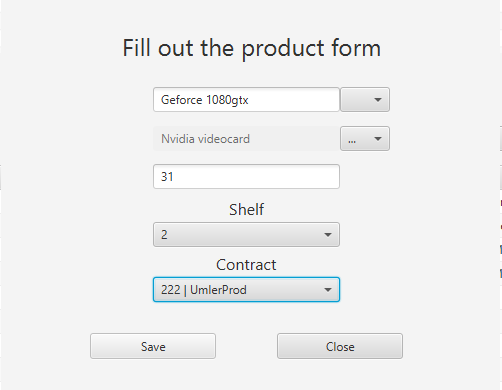 Fill out the product form
Geforce 1080gtx
Nvidia videocard ...
31
Shelf
2
Contract
222 | UmlerProd
Save Close